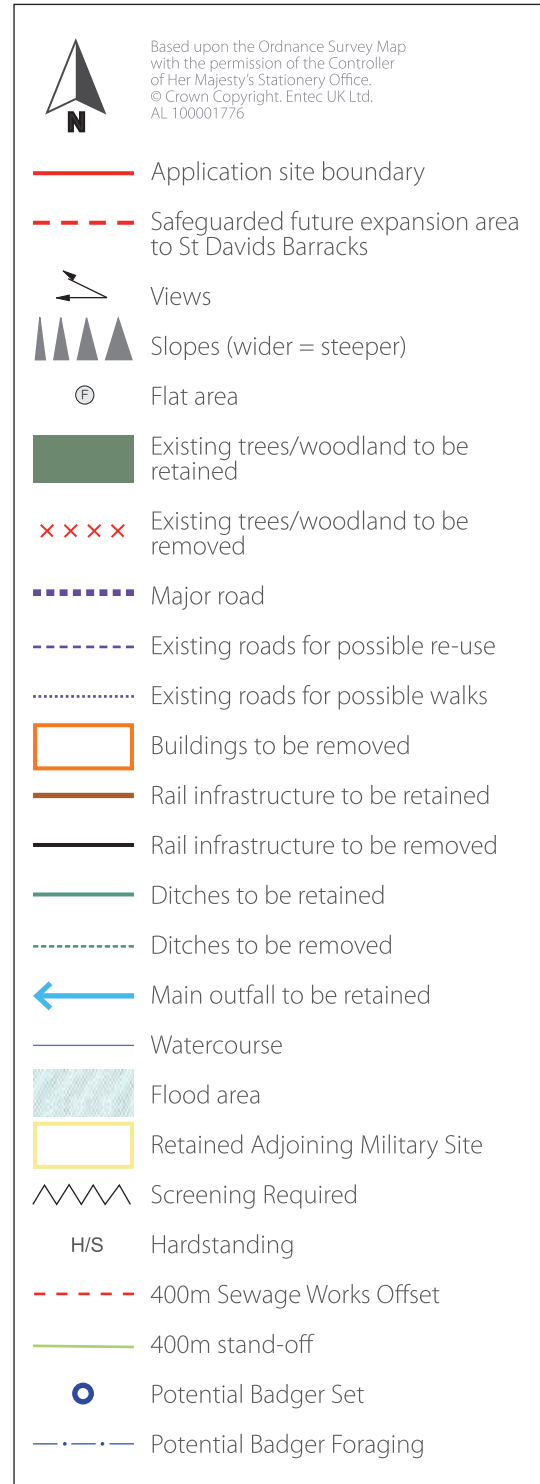 N
Based upon the Ordnance Survey Map
with the permission of the Controller
of Her Majesty's Stationery Office.
© Crown Copyright. Entec UK Ltd.
AL 100001776
Application site boundary
Safeguarded future expansion area
to St Davids Barracks
Views
Slopes (wider = steeper)
F Flat area
Existing trees/woodland to be
retained
Existing trees/woodland to be
removed
Major road
Existing roads for possible re-use
Existing roads for possible walks
Buildings to be removed
Rail infrastructure to be retained
Rail infrastructure to be removed
Ditches to be retained
Ditches to be removed
Main outfall to be retained
Watercourse
Flood area
Retained Adjoining Military Site
Screening Required
H/S Hardstanding
400m Sewage Works Offset
400m stand-off
Potential Badger Set
Potential Badger Foraging